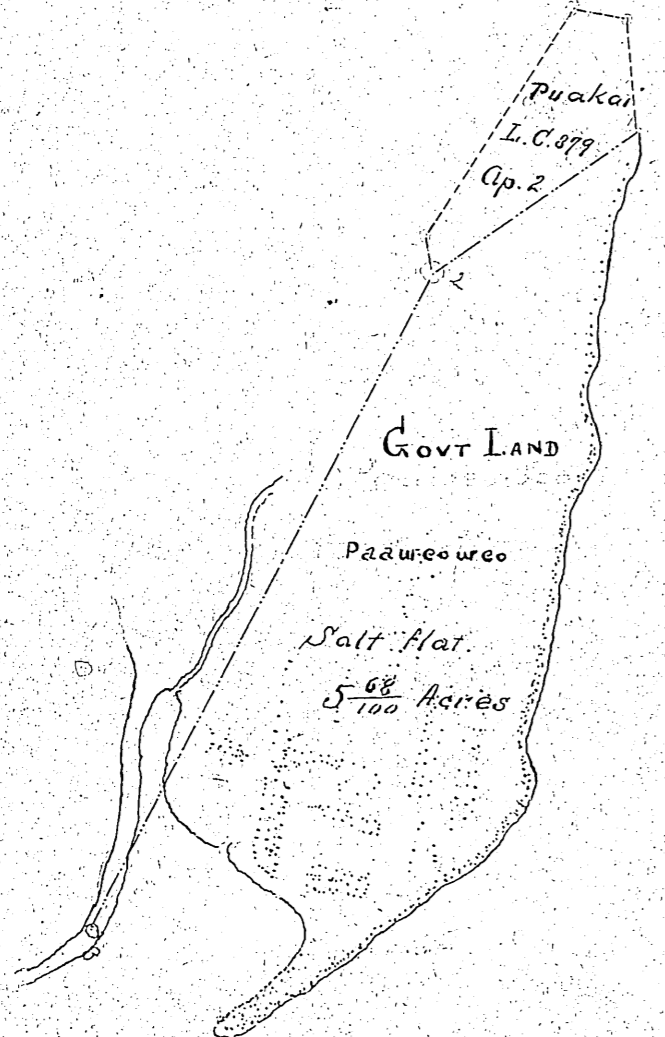 Puakai
L.C. 879
Ap. 2
2
GOVT LAND
Paaweoweo
Salt flat.
5 68/100 Acres